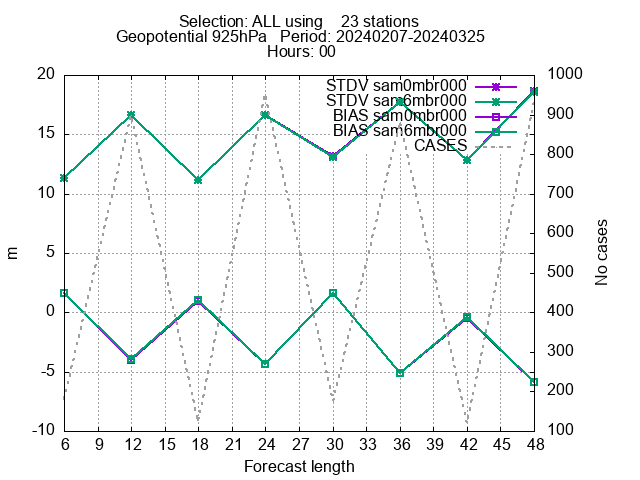 Selection: ALL using    23 stations
Geopotential 925hPa   Period: 20240207-20240325
Hours: 00
20
15
10
5
0
-5
-10
m
STDV sam0mbr000
STDV sam6mbr000
BIAS sam0mbr000
BIAS sam6mbr000
CASES
1000
900
800
700
600
500
400
300
200
100
No cases
6 9 12 15 18 21 24 27 30 33 36 39 42 45 48
Forecast length